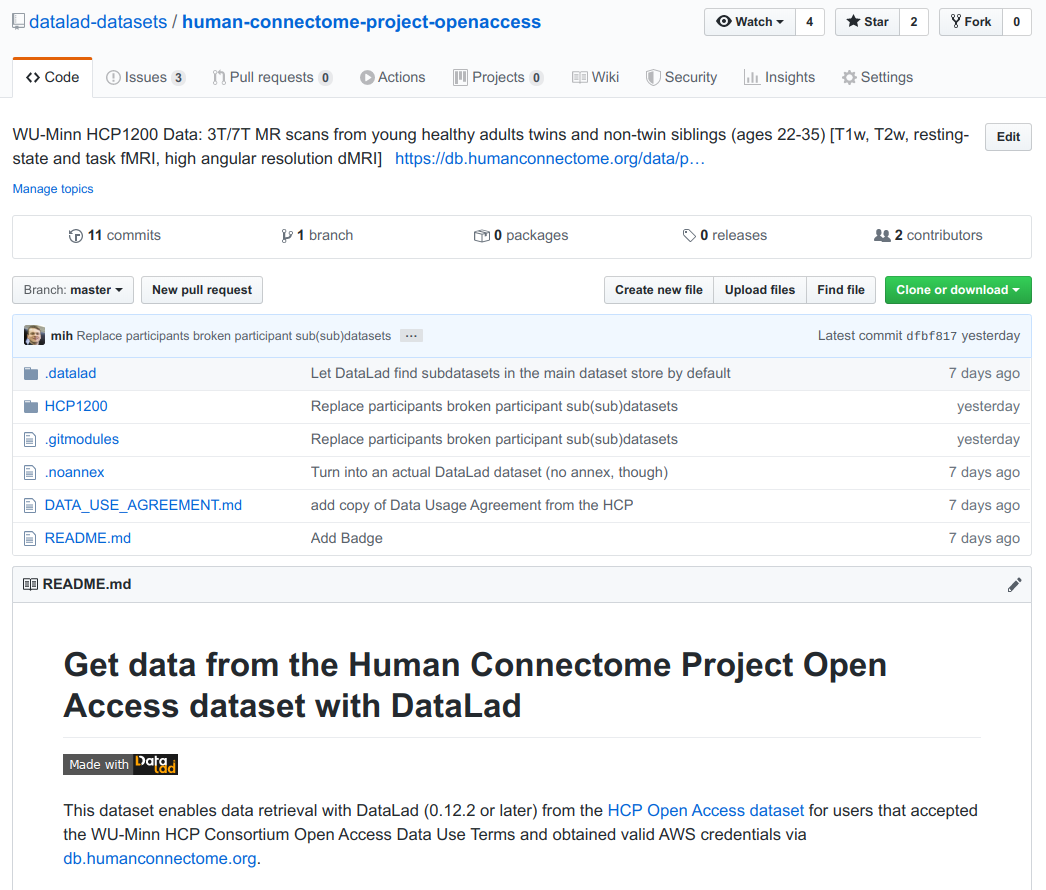 datalad-datasets / human-connectome-project-openaccess Watch 4 Star 2 Fork 0
Code Issues 3 Pull requests 0 Actions Projects 0 Wiki Security Insights Settings
WU-Minn HCP1200 Data: 3T/7T MR scans from young healthy adults twins and non-twin siblings (ages 22-35) [T1w, T2w, resting-
state and task fMRI, high angular resolution dMRI] https://db.humanconnectome.org/data/p… Edit
Manage topics
11 commits 1 branch 0 packages 0 releases 2 contributors
Branch: master New pull request Create new file Upload files Find file Clone or download
mih Replace participants broken participant sub(sub)datasets … Latest commit dfbf817 yesterday
.datalad Let DataLad find subdatasets in the main dataset store by default 7 days ago
HCP1200 Replace participants broken participant sub(sub)datasets yesterday
.gitmodules Replace participants broken participant sub(sub)datasets yesterday
.noannex Turn into an actual DataLad dataset (no annex, though) 7 days ago
DATA_USE_AGREEMENT.md add copy of Data Usage Agreement from the HCP 7 days ago
README.md Add Badge 7 days ago
README.md
Get data from the Human Connectome Project Open
Access dataset with DataLad
Made with DataLad
This dataset enables data retrieval with DataLad (0.12.2 or later) from the HCP Open Access dataset for users that accepted
the WU-Minn HCP Consortium Open Access Data Use Terms and obtained valid AWS credentials via
db.humanconnectome.org.